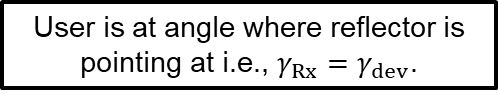 User is at angle where reflector is
pointing at i.e., γ_Rx = γ_dev.